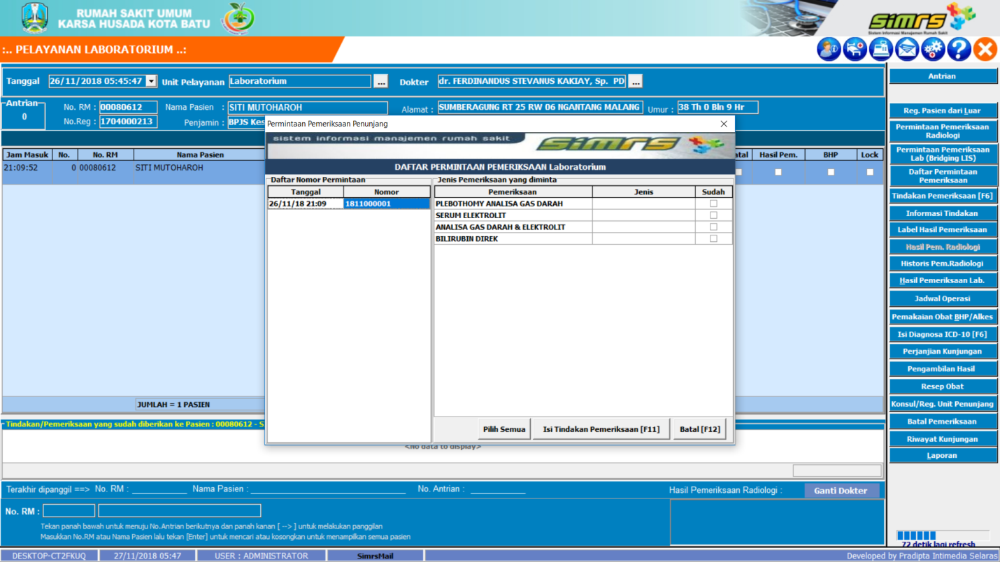 RUMAH SAKIT UMUM
KARSA HUSADA KOTA BATU
simrs
Sistem Informasi Manajemen Rumah Sakit
:.. PELAYANAN LABORATORIUM ..:
Tanggal 26/11/2018 05:45:47 Unit Pelayanan Laboratorium ... Dokter dr. FERDINANDUS STEVANUS KAKIAY, Sp. PD ...
Antrian
0
No. RM : 00080612 Nama Pasien : SITI MUTOHAROH Alamat : SUMBERAGUNG RT 25 RW 06 NGANTANG MALANG Umur : 38 Th 0 Bln 9 Hr
No.Reg : 1704000213 Penjamin : BPJS Kes
Jam Masuk No. No. RM Nama Pasien atal Hasil Pem. BHP Lock
21:09:52 0 00080612 SITI MUTOHAROH
JUMLAH = 1 PASIEN
Permintaan Pemeriksaan Penunjang
sistem informasi manajemen rumah sakit simrs
DAFTAR PERMINTAAN PEMERIKSAAN Laboratorium
Daftar Nomor Permintaan
Tanggal Nomor
26/11/18 21:09 1811000001
Jenis Pemeriksaan yang diminta
Pemeriksaan Jenis Sudah
PLEBOTHOMY ANALISA GAS DARAH
SERUM ELEKTROLIT
ANALISA GAS DARAH & ELEKTROLIT
BILIRUBIN DIREK
Pilih Semua Isi Tindakan Pemeriksaan [F11] Batal [F12]
Tindakan/Pemeriksaan yang sudah diberikan ke Pasien : 00080612 - S
<no data to display>
Terakhir dipanggil ==> No. RM : Nama Pasien : No. Antrian : Hasil Pemeriksaan Radiologi : Ganti Dokter
No. RM :
Tekan panah bawah untuk menuju No.Antrian berikutnya dan panah kanan [ --> ] untuk melakukan panggilan
Masukkan No.RM atau Nama Pasien lalu tekan [Enter] untuk mencari atau kosongkan untuk menampilkan semua pasien
Antrian
Reg. Pasien dari Luar
Permintaan Pemeriksaan
Radiologi
Permintaan Pemeriksaan
Lab (Bridging LIS)
Daftar Permintaan
Pemeriksaan
Tindakan Pemeriksaan [F6]
Informasi Tindakan
Label Hasil Pemeriksaan
Hasil Pem. Radiologi
Historis Pem.Radiologi
Hasil Pemeriksaan Lab.
Jadwal Operasi
Pemakaian Obat BHP/Alkes
Isi Diagnosa ICD-10 [F6]
Perjanjian Kunjungan
Pengambilan Hasil
Resep Obat
Konsul/Reg. Unit Penunjang
Batal Pemeriksaan
Riwayat Kunjungan
Laporan
72 detik lagi refresh
DESKTOP-CT2FKUQ 27/11/2018 05:47 USER : ADMINISTRATOR SimrsMail Developed by Pradipta Intimedia Selaras